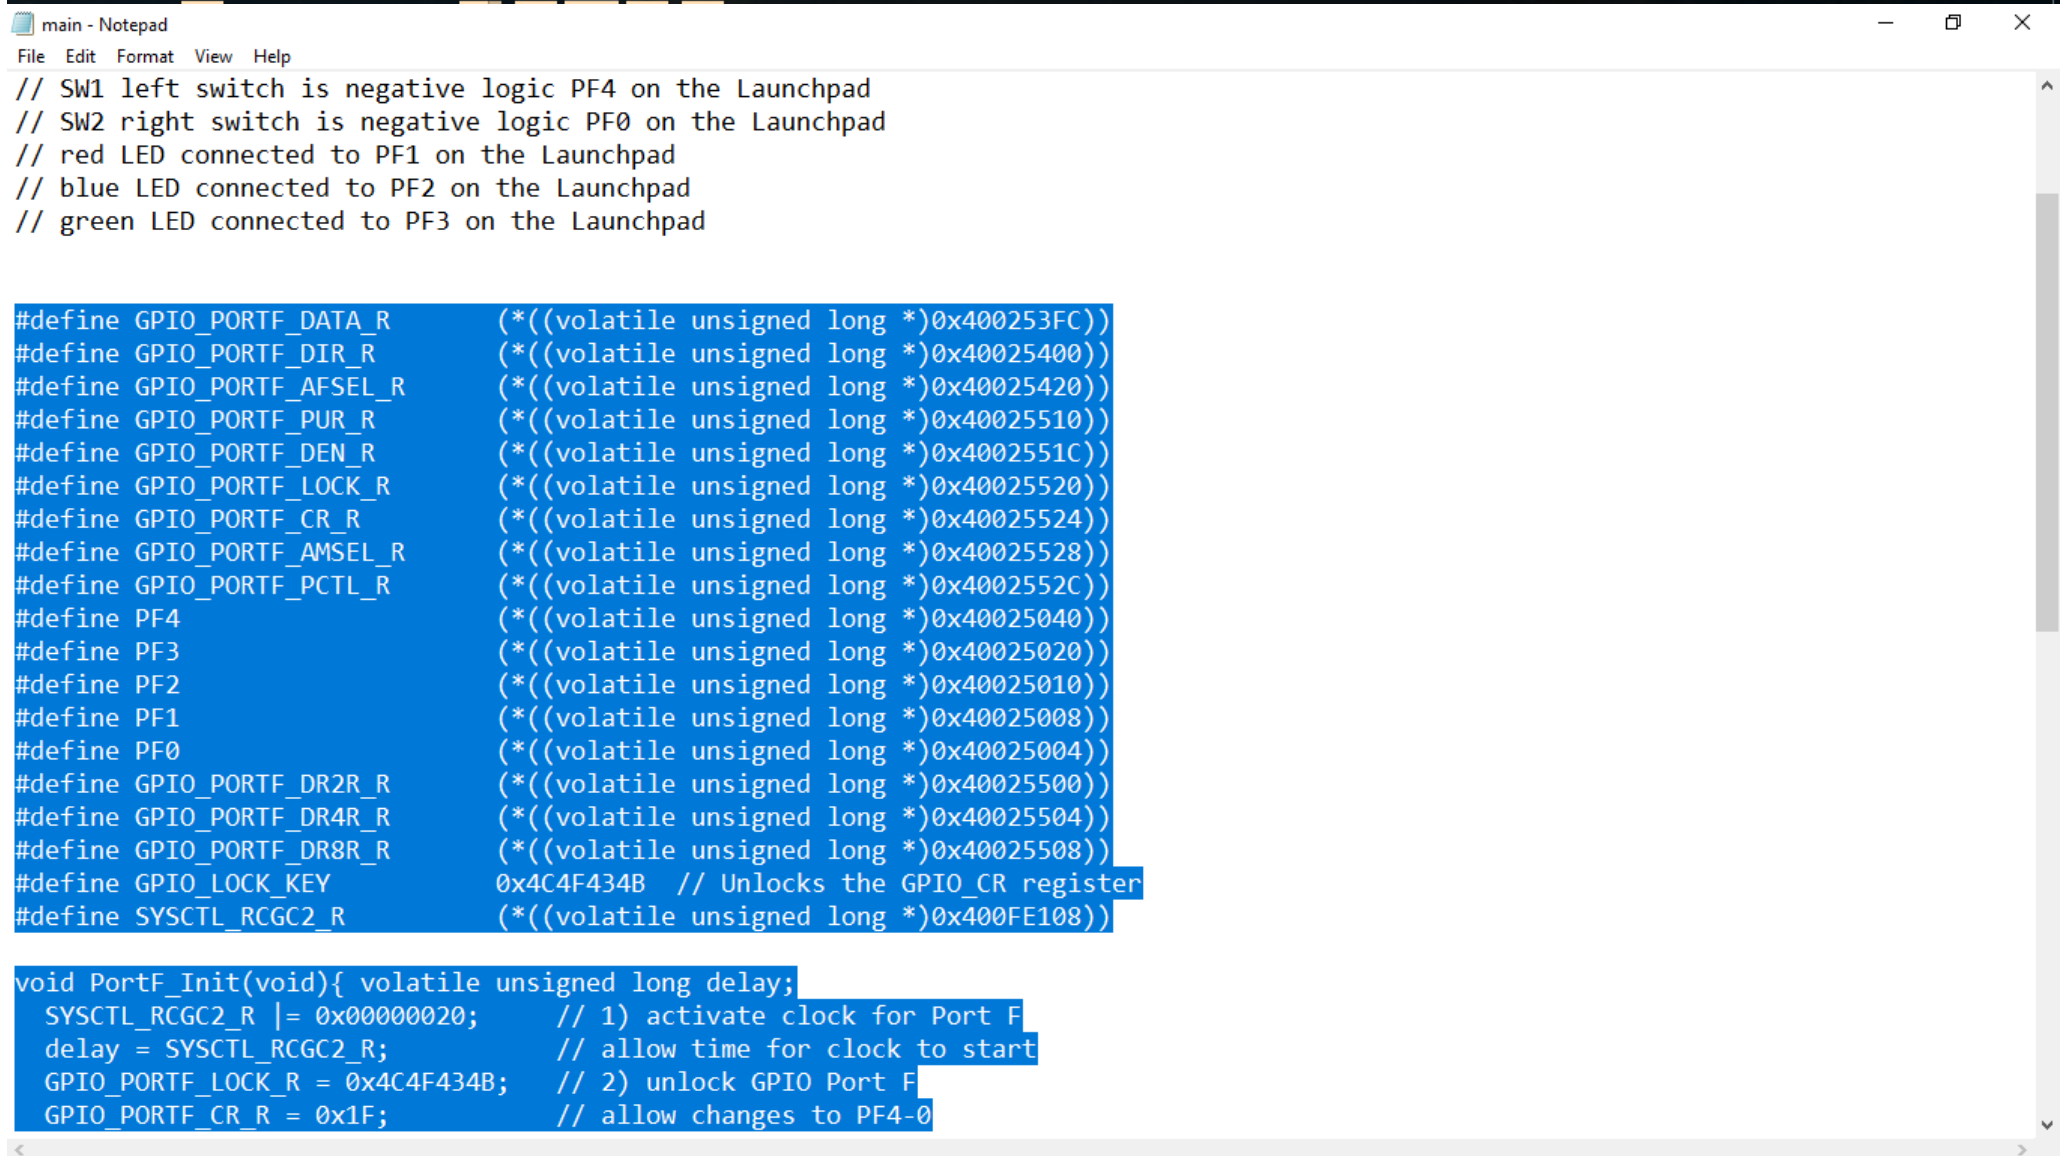 main - Notepad
File Edit Format View Help
// SW1 left switch is negative logic PF4 on the Launchpad
// SW2 right switch is negative logic PF0 on the Launchpad
// red LED connected to PF1 on the Launchpad
// blue LED connected to PF2 on the Launchpad
// green LED connected to PF3 on the Launchpad
#define GPIO_PORTF_DATA_R       (*((volatile unsigned long *)0x400253FC))
#define GPIO_PORTF_DIR_R        (*((volatile unsigned long *)0x40025400))
#define GPIO_PORTF_AFSEL_R      (*((volatile unsigned long *)0x40025420))
#define GPIO_PORTF_PUR_R        (*((volatile unsigned long *)0x40025510))
#define GPIO_PORTF_DEN_R        (*((volatile unsigned long *)0x4002551C))
#define GPIO_PORTF_LOCK_R       (*((volatile unsigned long *)0x40025520))
#define GPIO_PORTF_CR_R         (*((volatile unsigned long *)0x40025524))
#define GPIO_PORTF_AMSEL_R      (*((volatile unsigned long *)0x40025528))
#define GPIO_PORTF_PCTL_R       (*((volatile unsigned long *)0x4002552C))
#define PF4                     (*((volatile unsigned long *)0x40025040))
#define PF3                     (*((volatile unsigned long *)0x40025020))
#define PF2                     (*((volatile unsigned long *)0x40025010))
#define PF1                     (*((volatile unsigned long *)0x40025008))
#define PF0                     (*((volatile unsigned long *)0x40025004))
#define GPIO_PORTF_DR2R_R       (*((volatile unsigned long *)0x40025500))
#define GPIO_PORTF_DR4R_R       (*((volatile unsigned long *)0x40025504))
#define GPIO_PORTF_DR8R_R       (*((volatile unsigned long *)0x40025508))
#define GPIO_LOCK_KEY           0x4C4F434B  // Unlocks the GPIO_CR register
#define SYSCTL_RCGC2_R          (*((volatile unsigned long *)0x400FE108))
void PortF_Init(void){ volatile unsigned long delay;
  SYSCTL_RCGC2_R |= 0x00000020;     // 1) activate clock for Port F
  delay = SYSCTL_RCGC2_R;           // allow time for clock to start
  GPIO_PORTF_LOCK_R = 0x4C4F434B;   // 2) unlock GPIO Port F
  GPIO_PORTF_CR_R = 0x1F;           // allow changes to PF4-0